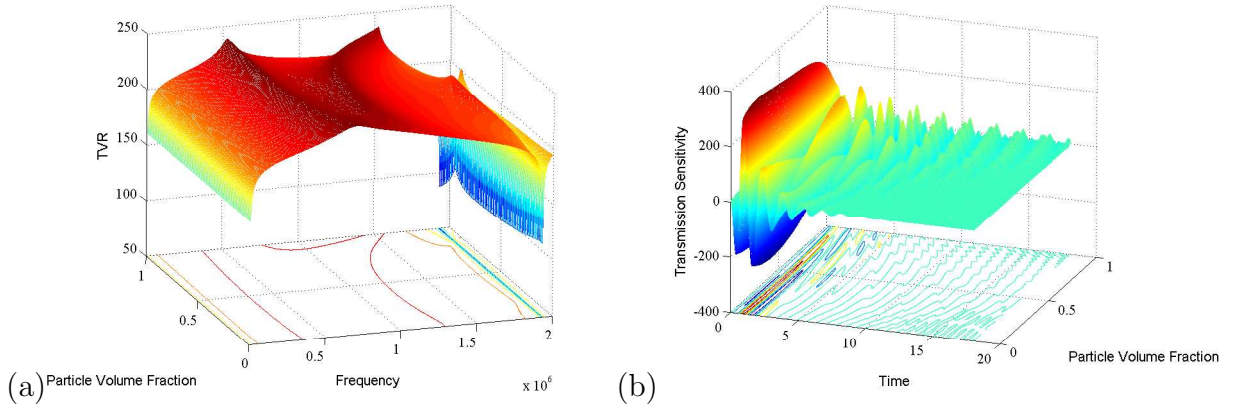 250
200
150
100
50
TVR
1
0.5
0
0.5
1
1.5
2
x 10^6
(a)
Particle Volume Fraction
Frequency
400
200
0
-200
-400
Transmission Sensitivity
0
5
10
15
20
0
0.5
1
(b)
Time
Particle Volume Fraction